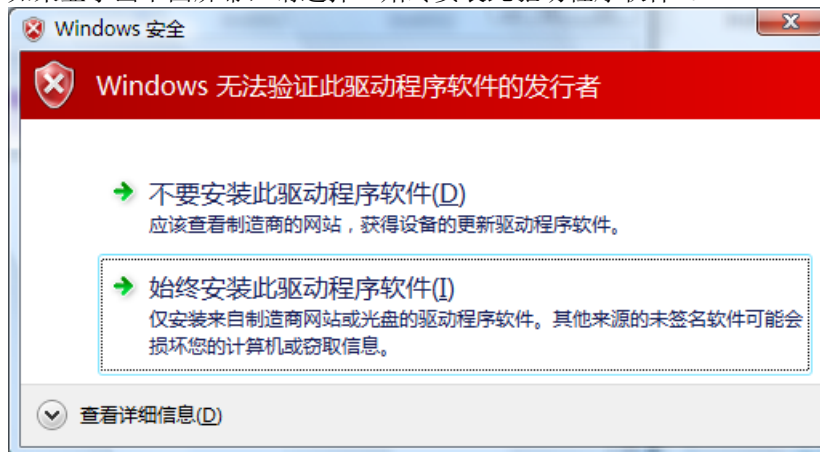 Windows 安全
Windows 无法验证此驱动程序软件的发行者
不要安装此驱动程序软件(D)
应该查看制造商的网站，获得设备的更新驱动程序软件。
始终安装此驱动程序软件(I)
仅安装来自制造商网站或光盘的驱动程序软件。其他来源的未签名软件可能会
损坏您的计算机或窃取信息。
查看详细信息(D)